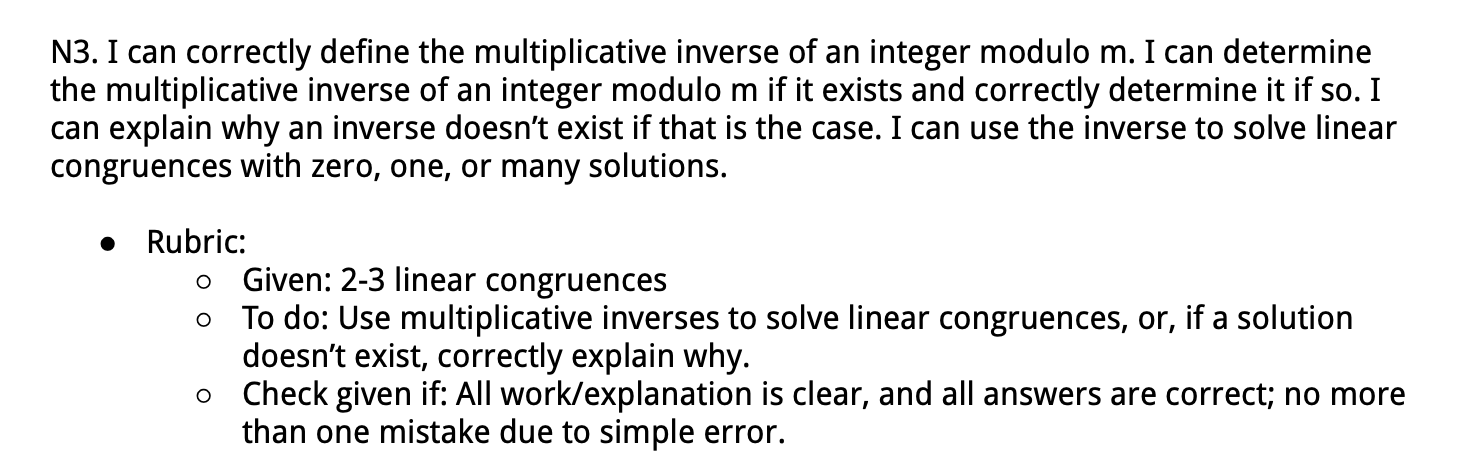 N3. I can correctly define the multiplicative inverse of an integer modulo m. I can determine
the multiplicative inverse of an integer modulo m if it exists and correctly determine it if so. I
can explain why an inverse doesn’t exist if that is the case. I can use the inverse to solve linear
congruences with zero, one, or many solutions.
● Rubric:
○ Given: 2-3 linear congruences
○ To do: Use multiplicative inverses to solve linear congruences, or, if a solution
doesn’t exist, correctly explain why.
○ Check given if: All work/explanation is clear, and all answers are correct; no more
than one mistake due to simple error.